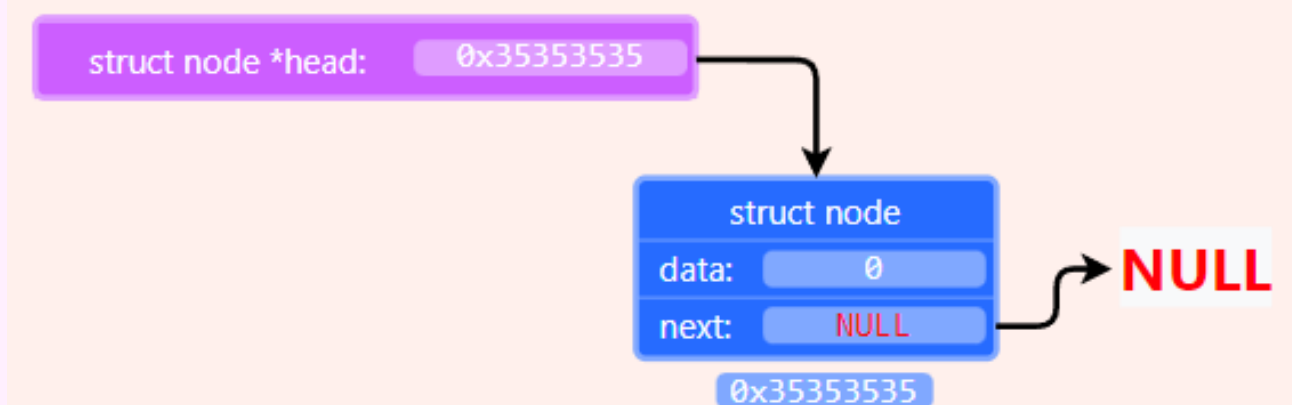 struct node *head: 0x35353535
struct node
data: 0
next: NULL
NULL
0x35353535